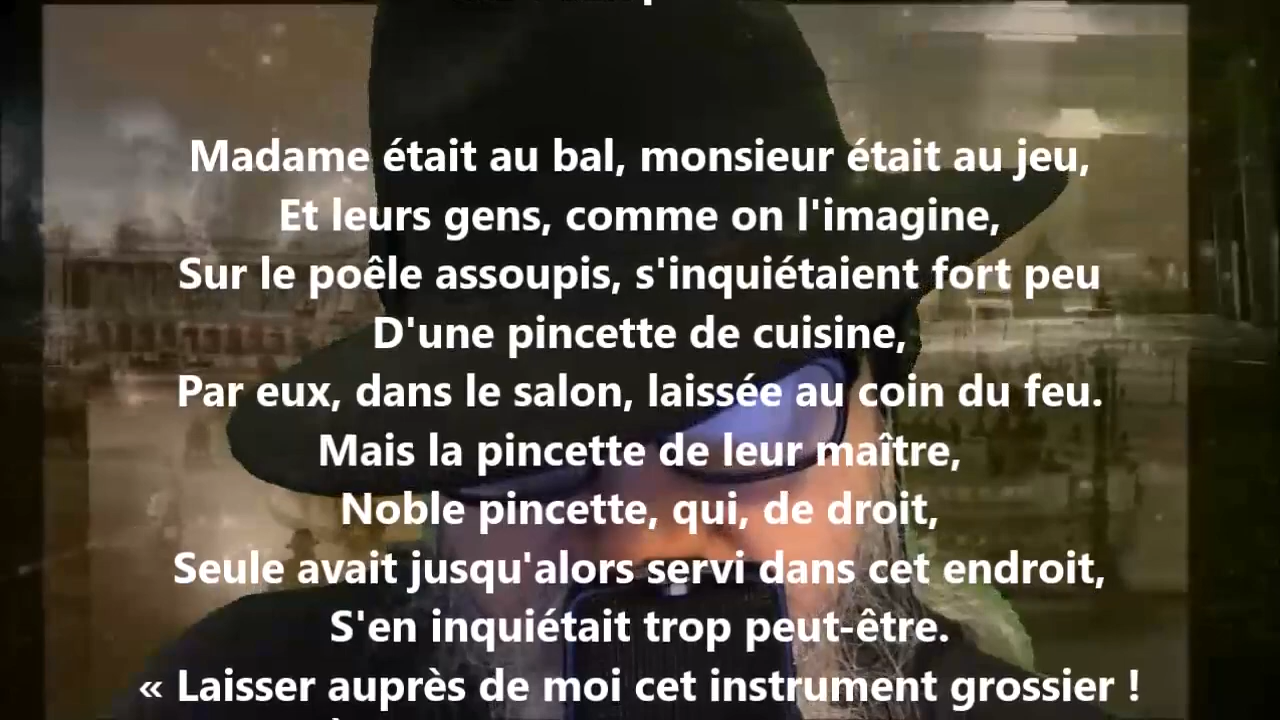 Madame était au bal, monsieur était au jeu,
Et leurs gens, comme on l'imagine,
Sur le poêle assoupis, s'inquiétaient fort peu
D'une pincette de cuisine,
Par eux, dans le salon, laissée au coin du feu.
Mais la pincette de leur maître,
Noble pincette, qui, de droit,
Seule avait jusqu'alors servi dans cet endroit,
S'en inquiétait trop peut-être.
« Laisser auprès de moi cet instrument grossier !